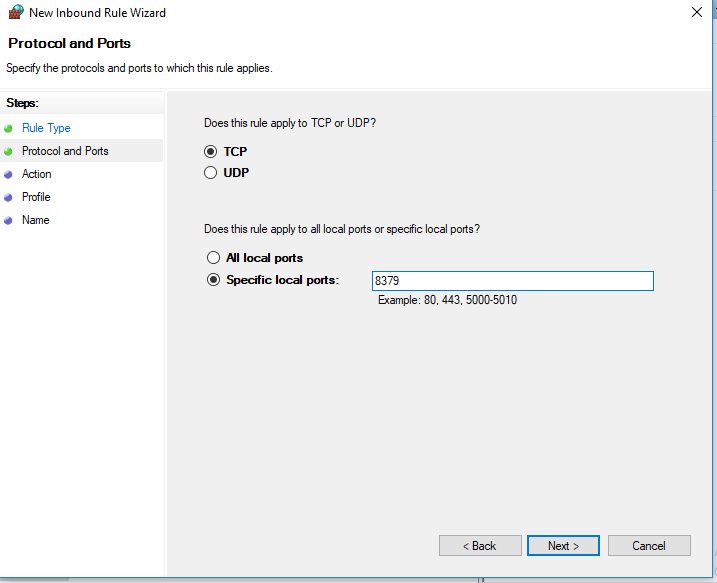 New Inbound Rule Wizard
Protocol and Ports
Specify the protocols and ports to which this rule applies.
Steps:
Rule Type
Protocol and Ports
Action
Profile
Name
Does this rule apply to TCP or UDP?
TCP
UDP
Does this rule apply to all local ports or specific local ports?
All local ports
Specific local ports:
8379
Example: 80, 443, 5000-5010
< Back
Next >
Cancel